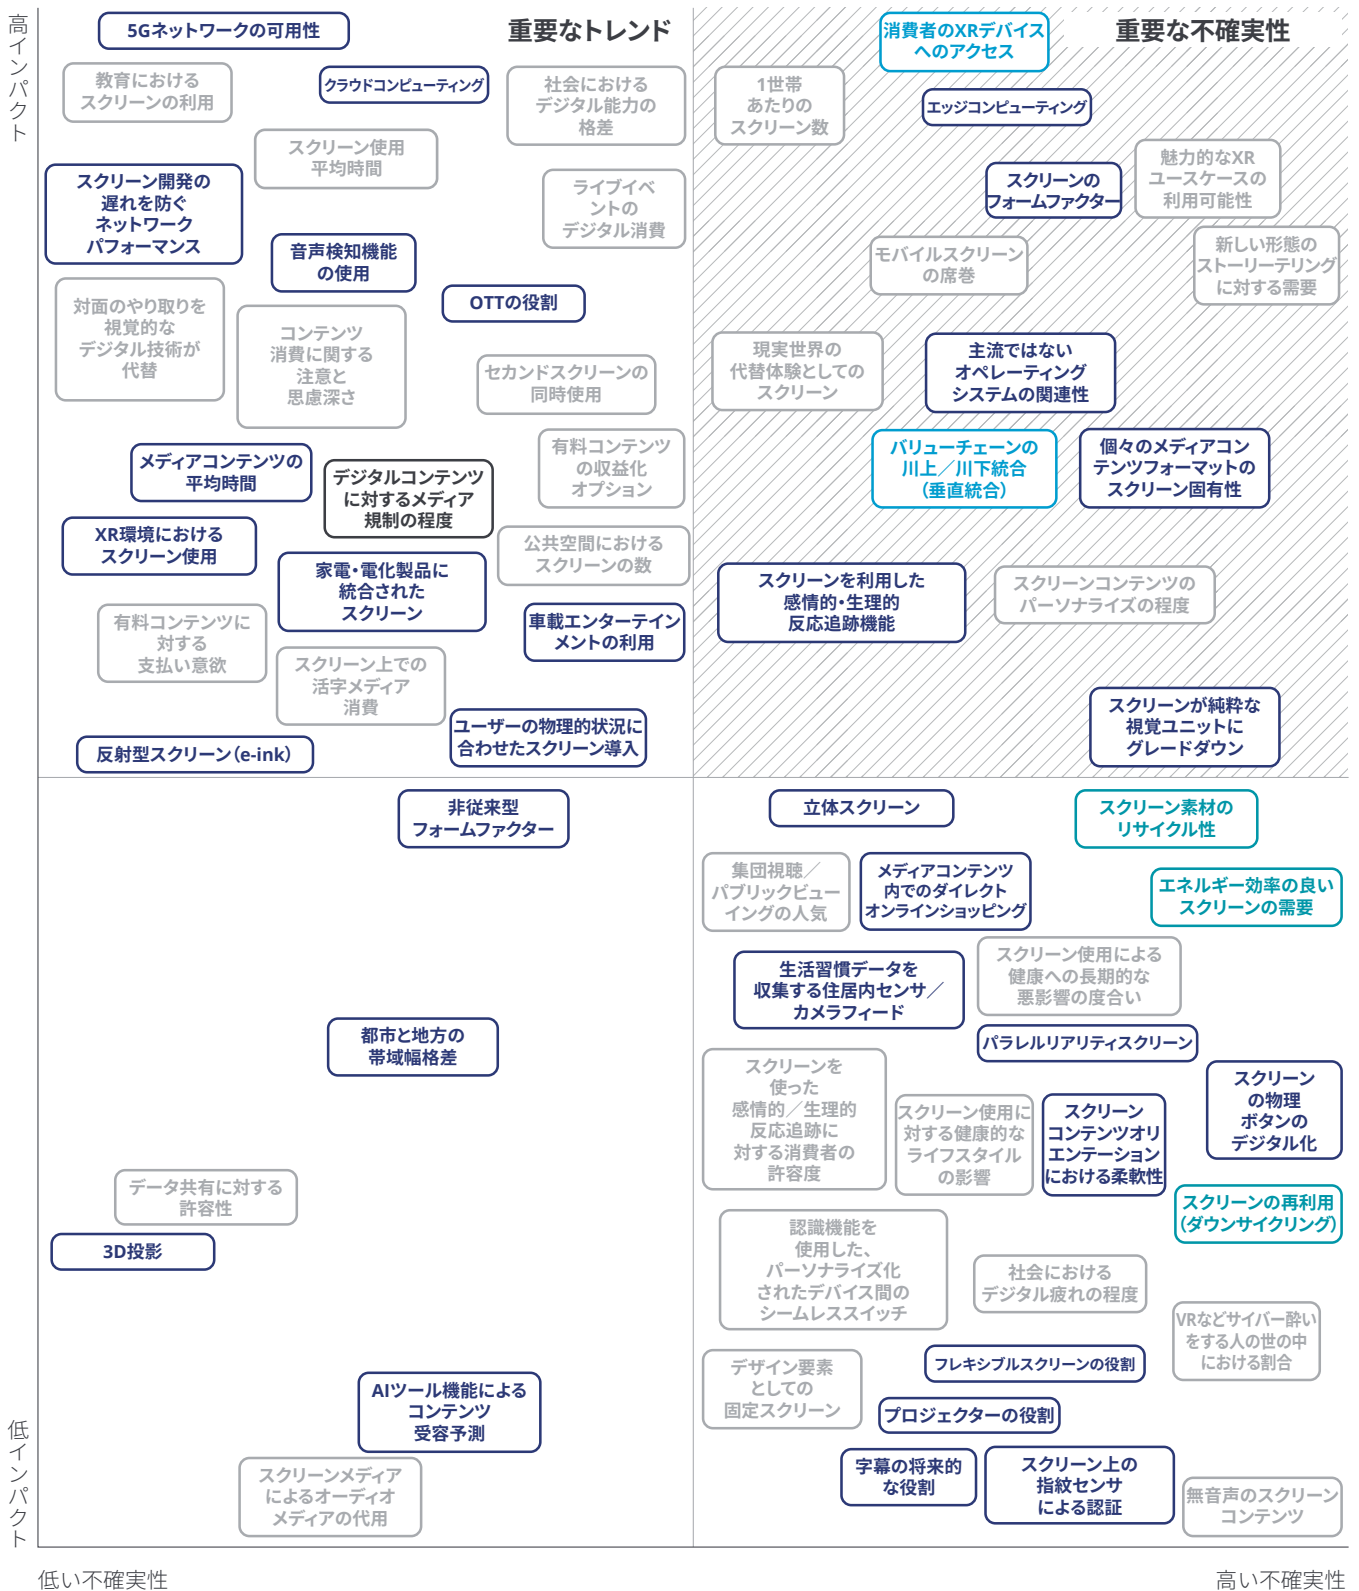 高インパクト
重要なトレンド
重要な不確実性
5Gネットワークの可用性
教育における
スクリーンの利用
クラウドコンピューティング
社会における
デジタル能力の
格差
スクリーン使用
平均時間
スクリーン開発の
遅れを防ぐ
ネットワーク
パフォーマンス
ライブイベ
ントの
デジタル消費
音声検知機能
の使用
対面のやり取りを
視覚的な
デジタル技術が
代替
OTTの役割
コンテンツ
消費に関する
注意と
思慮深さ
セカンドスクリーンの
同時使用
メディアコンテンツの
平均時間
デジタルコンテンツ
に対するメディア
規制の程度
有料コンテンツ
の収益化
オプション
XR環境における
スクリーン使用
公共空間における
スクリーンの数
家電・電化製品に
統合された
スクリーン
有料コンテンツに
対する
支払い意欲
車載エンターテイン
メントの利用
スクリーン上での
活字メディア
消費
ユーザーの物理的状況に
合わせたスクリーン導入
反射型スクリーン(e-ink)
消費者のXRデバイス
へのアクセス
1世帯
あたりの
スクリーン数
エッジコンピューティング
スクリーンの
フォームファクター
魅力的なXR
ユースケースの
利用可能性
モバイルスクリーン
の席巻
新しい形態の
ストーリーテリング
に対する需要
現実世界の
代替体験としての
スクリーン
主流ではない
オペレーティング
システムの関連性
バリューチェーンの
川上／川下統合
(垂直統合)
個々のメディアコン
テンツフォーマットの
スクリーン固有性
スクリーンを利用した
感情的・生理的
反応追跡機能
スクリーンコンテンツの
パーソナライズの程度
スクリーンが純粋な
視覚ユニットに
グレードダウン
非従来型
フォームファクター
都市と地方の
帯域幅格差
データ共有に対する
許容性
3D投影
AIツール機能による
コンテンツ
受容予測
スクリーンメディア
によるオーディオ
メディアの代用
立体スクリーン
スクリーン素材の
リサイクル性
集団視聴／
パブリックビュー
イングの人気
メディアコンテンツ
内でのダイレクト
オンラインショッピング
エネルギー効率の良い
スクリーンの需要
生活習慣データを
収集する住居内センサ／
カメラフィード
スクリーン使用による
健康への長期的な
悪影響の度合い
パラレルリアリティスクリーン
スクリーンを
使った
感情的／生理的
反応追跡に
対する消費者の
許容度
スクリーン使用に
対する健康的な
ライフスタイル
の影響
スクリーン
コンテンツオリ
エンテーション
における柔軟性
スクリーン
の物理
ボタンの
デジタル化
スクリーンの再利用
(ダウンサイクリング)
認識機能を
使用した、
パーソナライズ化
されたデバイス間の
シームレススイッチ
社会における
デジタル疲れの程度
VRなどサイバー酔い
をする人の世の中
における割合
デザイン要素
としての
固定スクリーン
フレキシブルスクリーンの役割
プロジェクターの役割
字幕の将来的
な役割
スクリーン上の
指紋センサ
による認証
無音声のスクリーン
コンテンツ
低インパクト
低い不確実性
高い不確実性